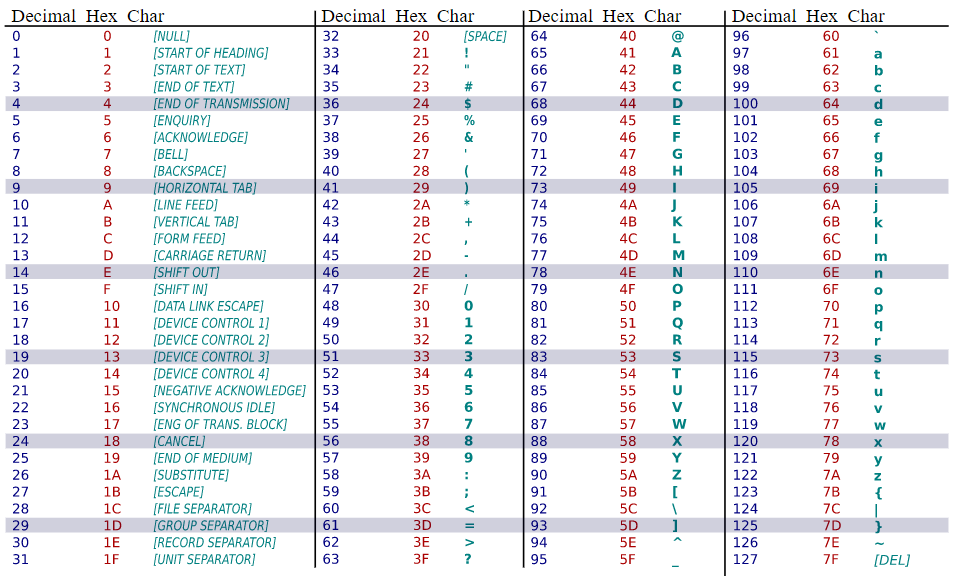 Decimal Hex Char Decimal Hex Char Decimal Hex Char Decimal Hex Char
0 0 [NULL] 32 20 [SPACE] 64 40 @ 96 60 `
1 1 [START OF HEADING] 33 21 ! 65 41 A 97 61 a
2 2 [START OF TEXT] 34 22 " 66 42 B 98 62 b
3 3 [END OF TEXT] 35 23 # 67 43 C 99 63 c
4 4 [END OF TRANSMISSION] 36 24 $ 68 44 D 100 64 d
5 5 [ENQUIRY] 37 25 % 69 45 E 101 65 e
6 6 [ACKNOWLEDGE] 38 26 & 70 46 F 102 66 f
7 7 [BELL] 39 27 ' 71 47 G 103 67 g
8 8 [BACKSPACE] 40 28 ( 72 48 H 104 68 h
9 9 [HORIZONTAL TAB] 41 29 ) 73 49 I 105 69 i
10 A [LINE FEED] 42 2A * 74 4A J 106 6A j
11 B [VERTICAL TAB] 43 2B + 75 4B K 107 6B k
12 C [FORM FEED] 44 2C , 76 4C L 108 6C l
13 D [CARRIAGE RETURN] 45 2D - 77 4D M 109 6D m
14 E [SHIFT OUT] 46 2E . 78 4E N 110 6E n
15 F [SHIFT IN] 47 2F / 79 4F O 111 6F o
16 10 [DATA LINK ESCAPE] 48 30 0 80 50 P 112 70 p
17 11 [DEVICE CONTROL 1] 49 31 1 81 51 Q 113 71 q
18 12 [DEVICE CONTROL 2] 50 32 2 82 52 R 114 72 r
19 13 [DEVICE CONTROL 3] 51 33 3 83 53 S 115 73 s
20 14 [DEVICE CONTROL 4] 52 34 4 84 54 T 116 74 t
21 15 [NEGATIVE ACKNOWLEDGE] 53 35 5 85 55 U 117 75 u
22 16 [SYNCHRONOUS IDLE] 54 36 6 86 56 V 118 76 v
23 17 [ENG OF TRANS. BLOCK] 55 37 7 87 57 W 119 77 w
24 18 [CANCEL] 56 38 8 88 58 X 120 78 x
25 19 [END OF MEDIUM] 57 39 9 89 59 Y 121 79 y
26 1A [SUBSTITUTE] 58 3A : 90 5A Z 122 7A z
27 1B [ESCAPE] 59 3B ; 91 5B [ 123 7B {
28 1C [FILE SEPARATOR] 60 3C < 92 5C \ 124 7C |
29 1D [GROUP SEPARATOR] 61 3D = 93 5D ] 125 7D }
30 1E [RECORD SEPARATOR] 62 3E > 94 5E ^ 126 7E ~
31 1F [UNIT SEPARATOR] 63 3F ? 95 5F _ 127 7F [DEL]